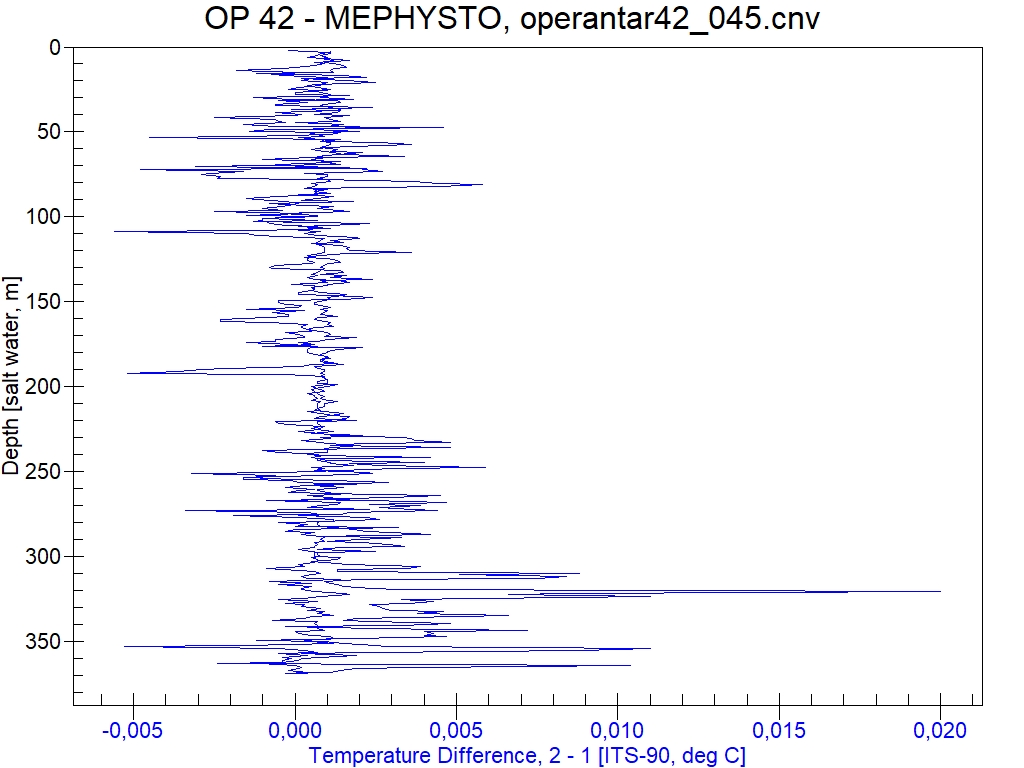 OP 42 - MEPHYSTO, operantar42_045.cnv
0
50
100
150
200
250
300
350
Depth [salt water, m]
-0,005 0,000 0,005 0,010 0,015 0,020
Temperature Difference, 2 - 1 [ITS-90, deg C]